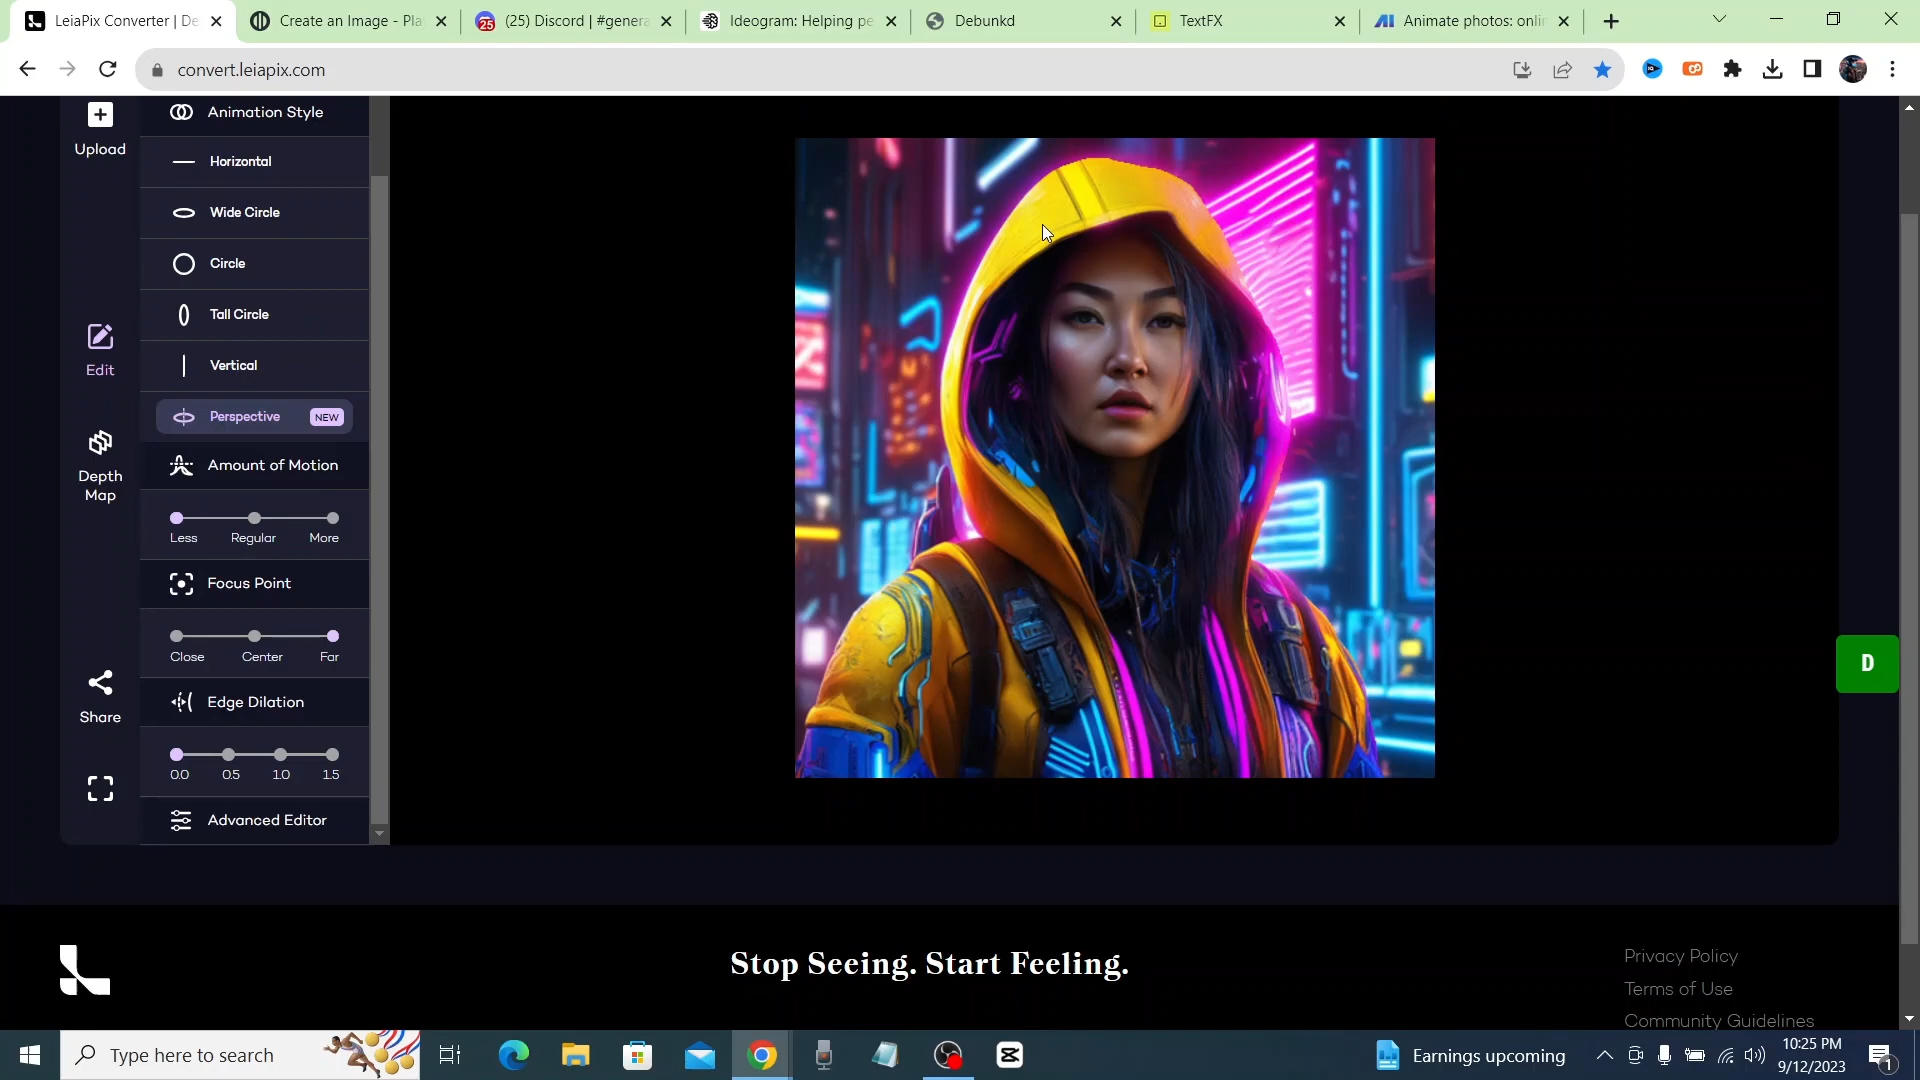 LeiaPix Converter | De
Create an Image - Pla
(25) Discord | #genera
Ideogram: Helping pe
Debunkd
TextFX
Animate photos: onlin
convert.leiapix.com
Upload
Edit
Depth
Map
Share
Animation Style
Horizontal
Wide Circle
Circle
Tall Circle
Vertical
Perspective NEW
Amount of Motion
Less Regular More
Focus Point
Close Center Far
Edge Dilation
0.0 0.5 1.0 1.5
Advanced Editor
D
Stop Seeing. Start Feeling.
Privacy Policy
Terms of Use
Community Guidelines
Type here to search
Earnings upcoming
10:25 PM
9/12/2023
1